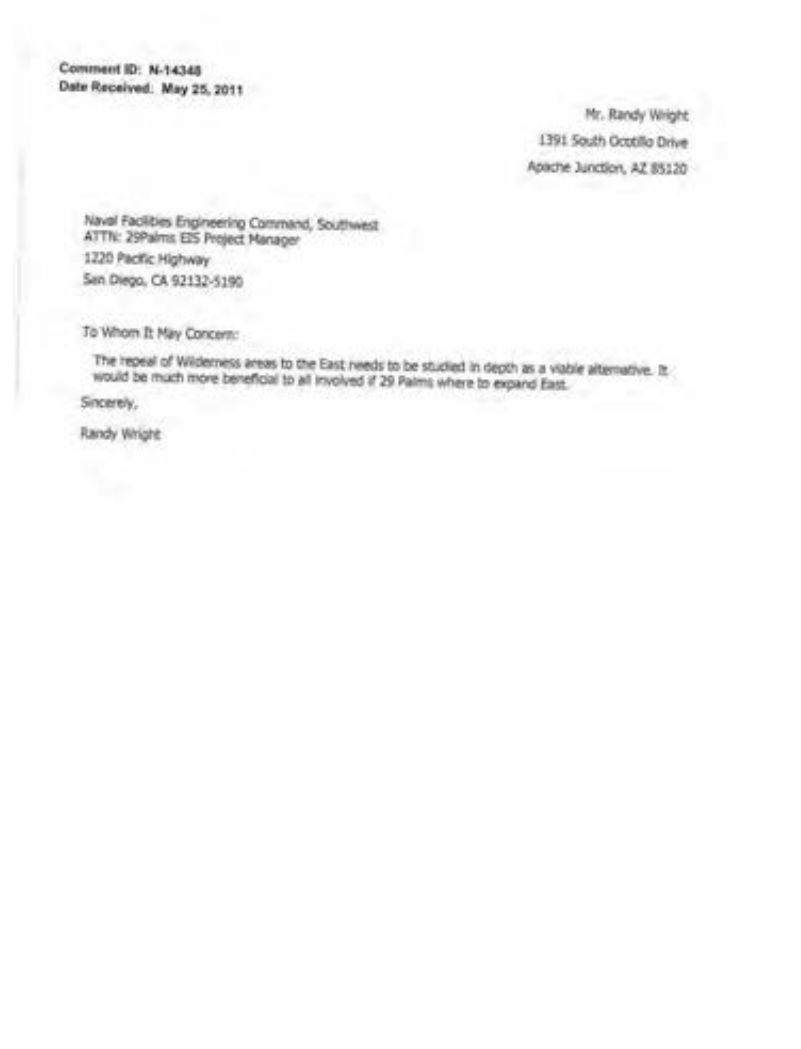 Comment ID: N-14348
Date Received: May 25, 2011
Mr. Randy Wright
1391 South Ocotillo Drive
Apache Junction, AZ 85120
Naval Facilities Engineering Command, Southwest
ATTN: 29Palms EIS Project Manager
1220 Pacific Highway
San Diego, CA 92132-5190
To Whom It May Concern:
The repeal of Wilderness areas to the East needs to be studied in depth as a viable alternative. It
would be much more beneficial to all involved if 29 Palms where to expand East.
Sincerely,
Randy Wright